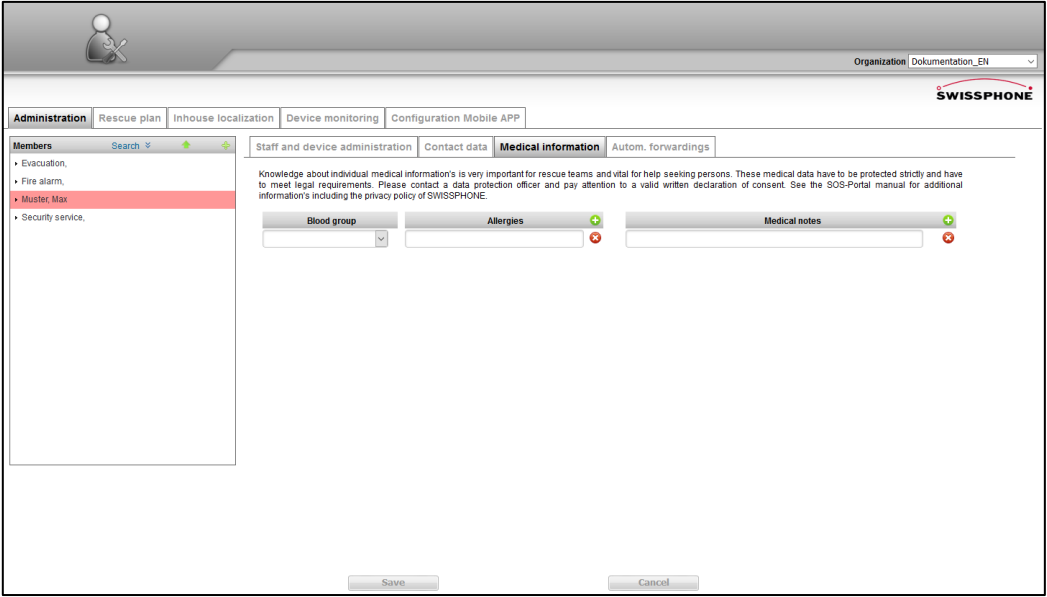 Organization Dokumentation_EN
SWISSPHONE
Administration Rescue plan Inhouse localization Device monitoring Configuration Mobile APP
Members Search
Evacuation,
Fire alarm,
Muster, Max
Security service,
Staff and device administration Contact data Medical information Autom. forwardings
Knowledge about individual medical information's is very important for rescue teams and vital for help seeking persons. These medical data have to be protected strictly and have
to meet legal requirements. Please contact a data protection officer and pay attention to a valid written declaration of consent. See the SOS-Portal manual for additional
information's including the privacy policy of SWISSPHONE.
Blood group Allergies Medical notes
Save Cancel